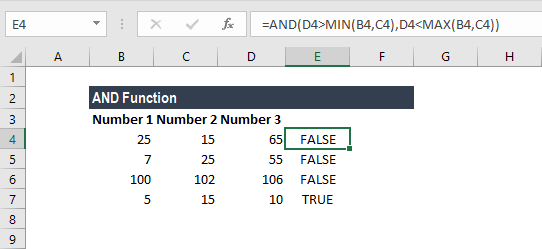 E4 fx =AND(D4>MIN(B4,C4),D4<MAX(B4,C4))
A B C D E F G H
1
2 AND Function
3 Number 1 Number 2 Number 3
4 25 15 65 FALSE
5 7 25 55 FALSE
6 100 102 106 FALSE
7 5 15 10 TRUE
8
9